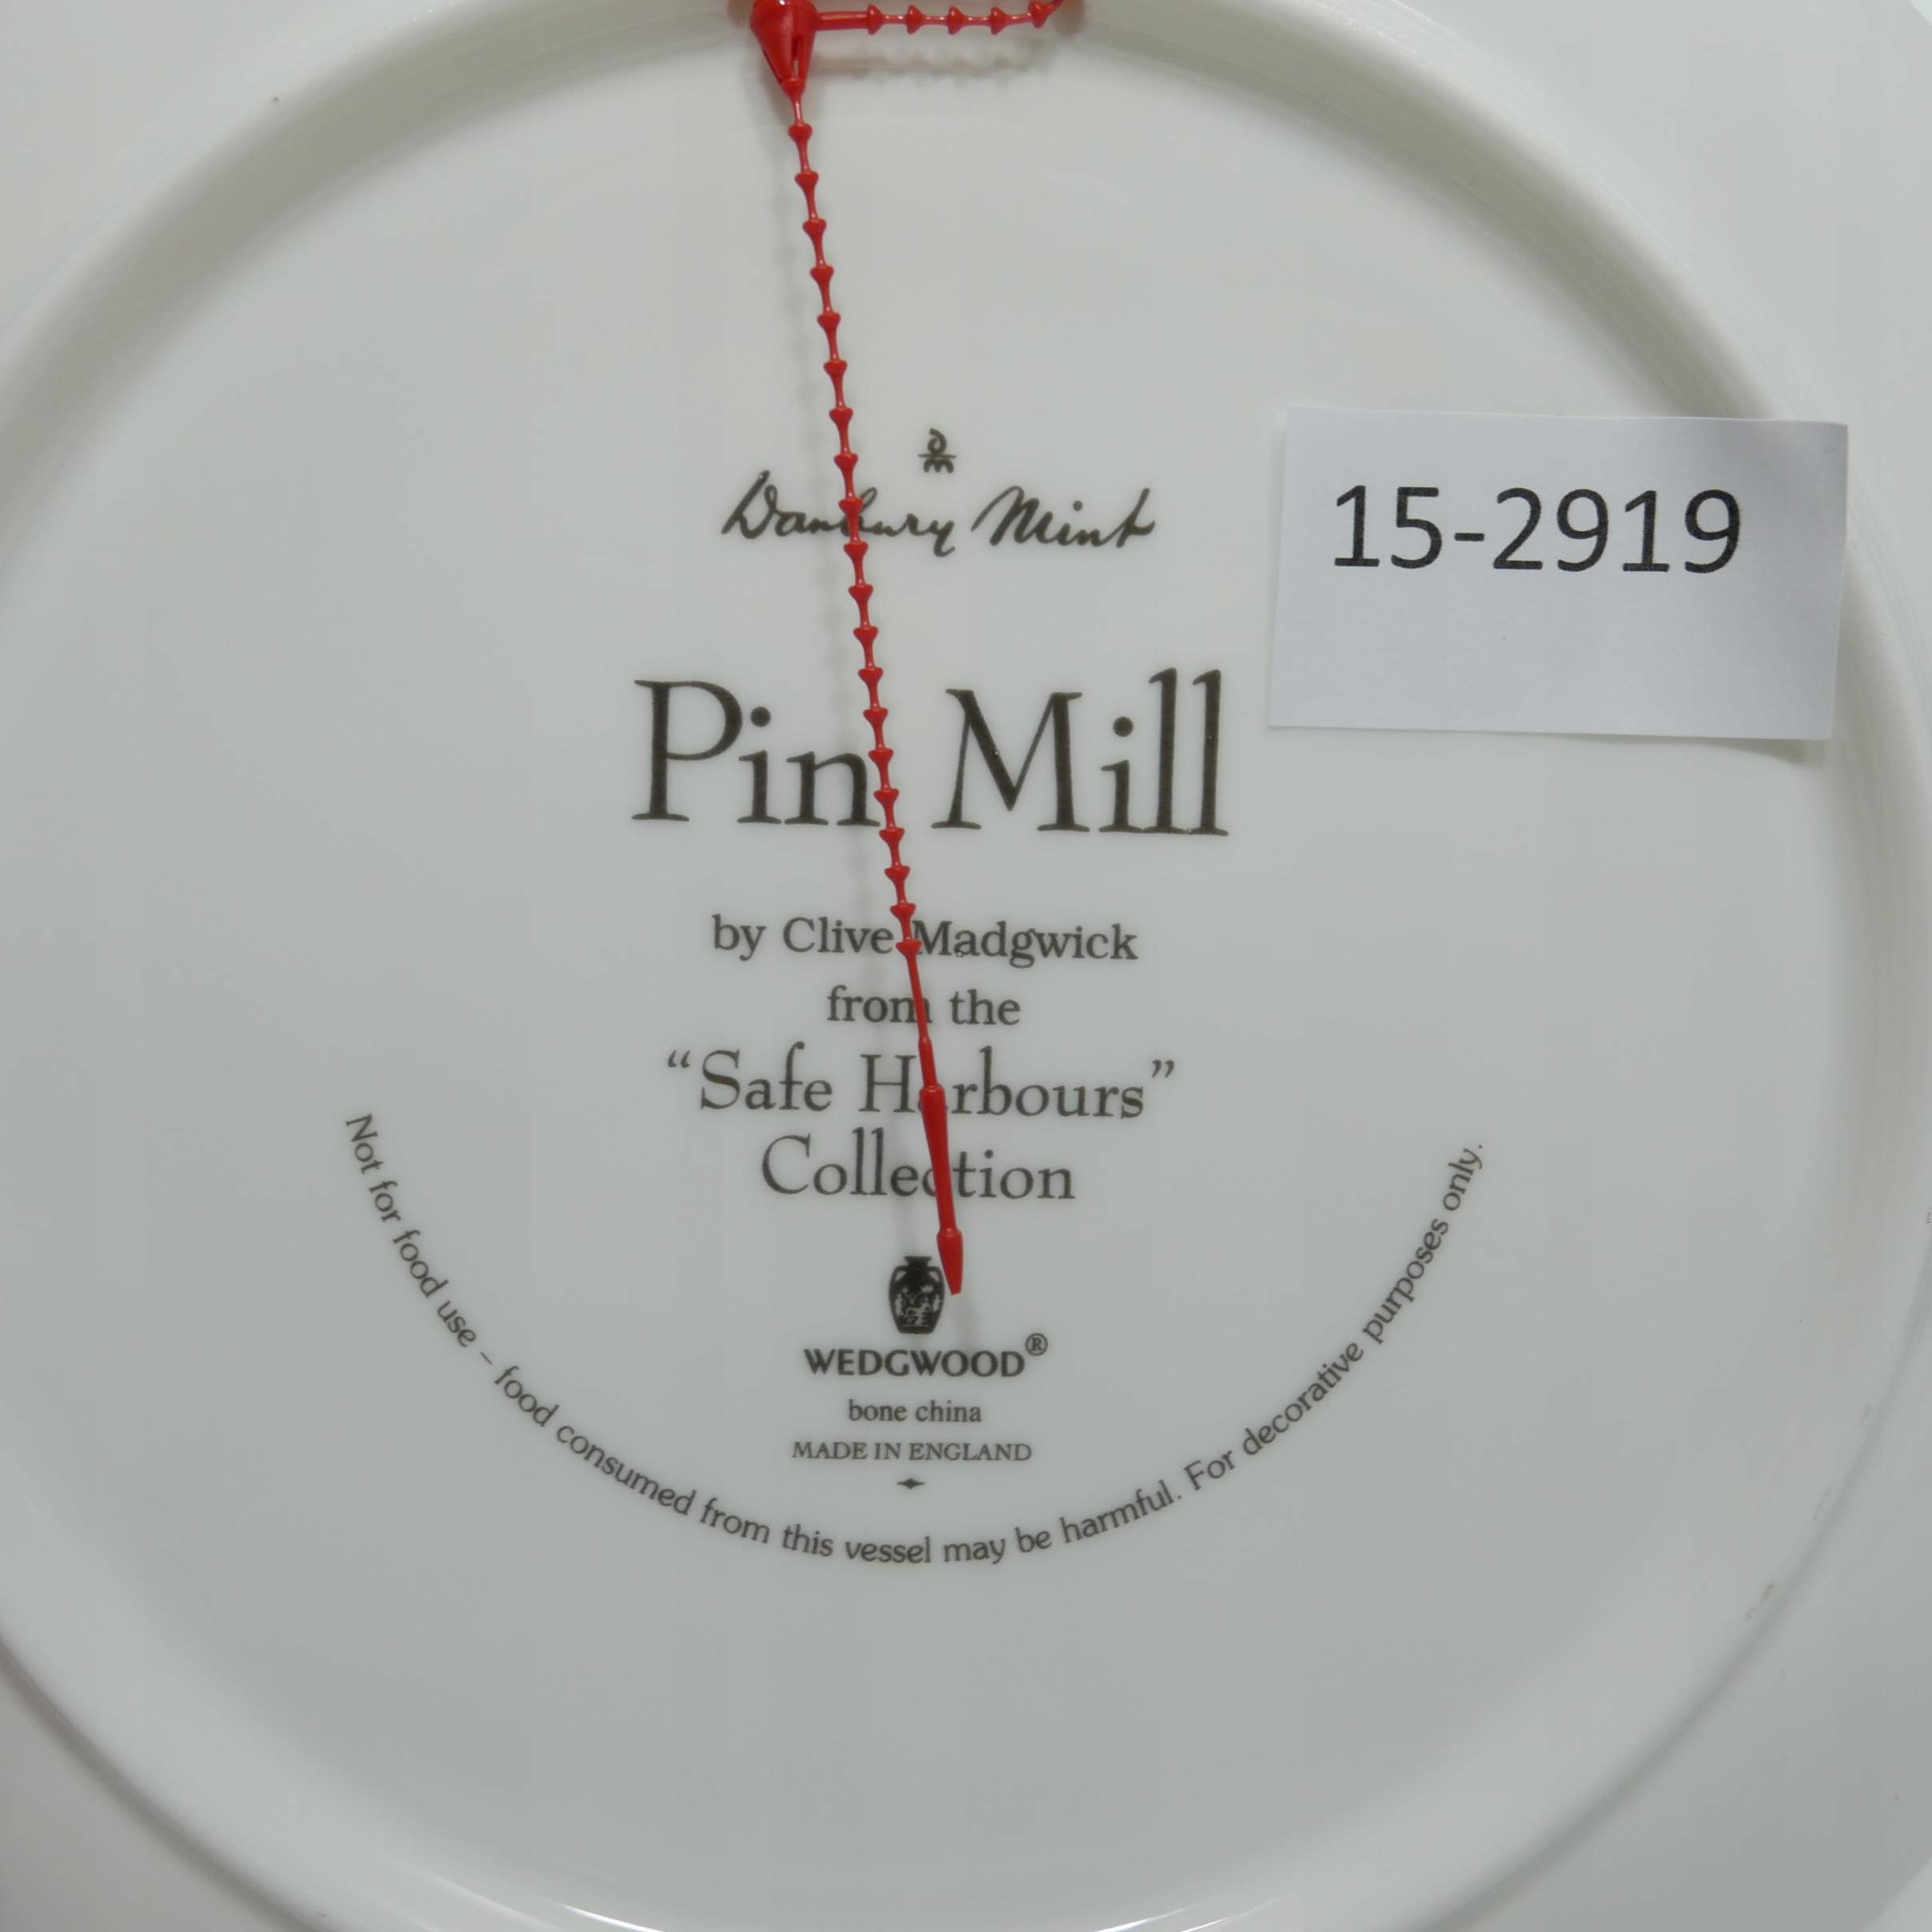 Danbury Mint
15-2919
Pin Mill
by Clive Madgwick
from the
“Safe Harbours”
Collection
WEDGWOOD®
bone china
MADE IN ENGLAND
Not for food use – food consumed from this vessel may be harmful. For decorative purposes only.